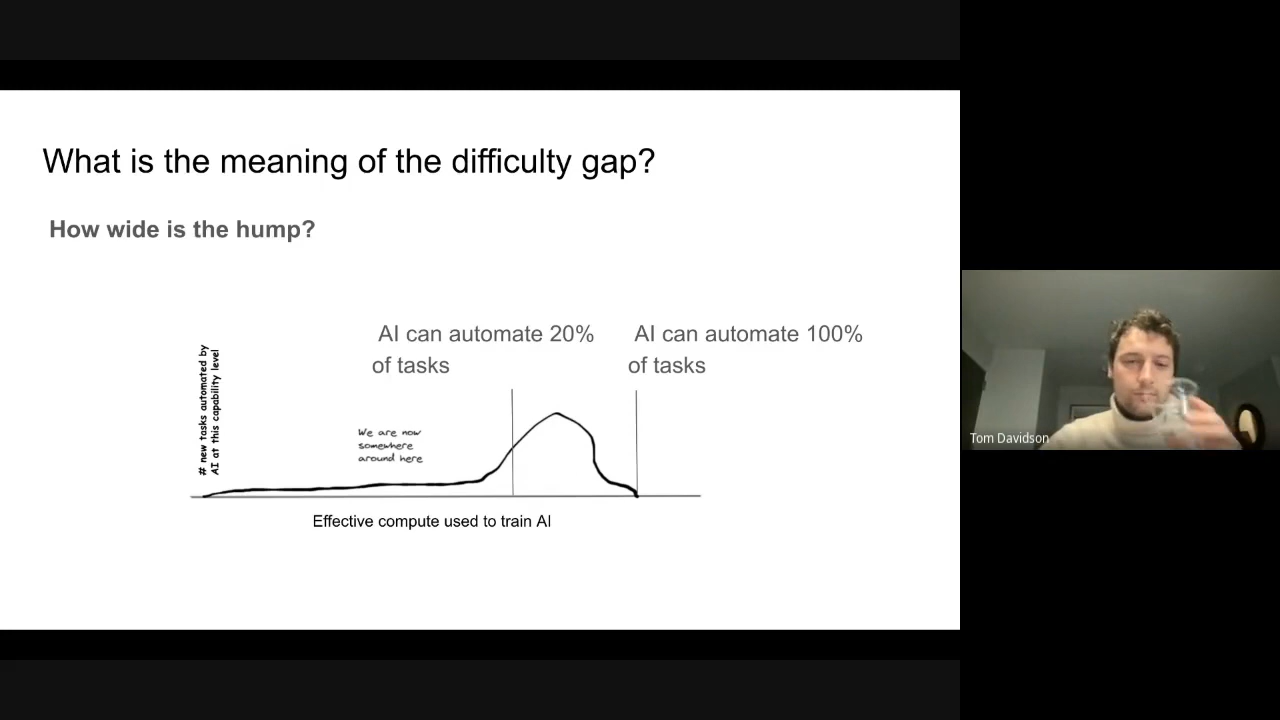 What is the meaning of the difficulty gap?
How wide is the hump?
AI can automate 20%
of tasks
AI can automate 100%
of tasks
# new tasks automated by
AI at this capability level
We are now
somewhere
around here
Effective compute used to train AI
Tom Davidson